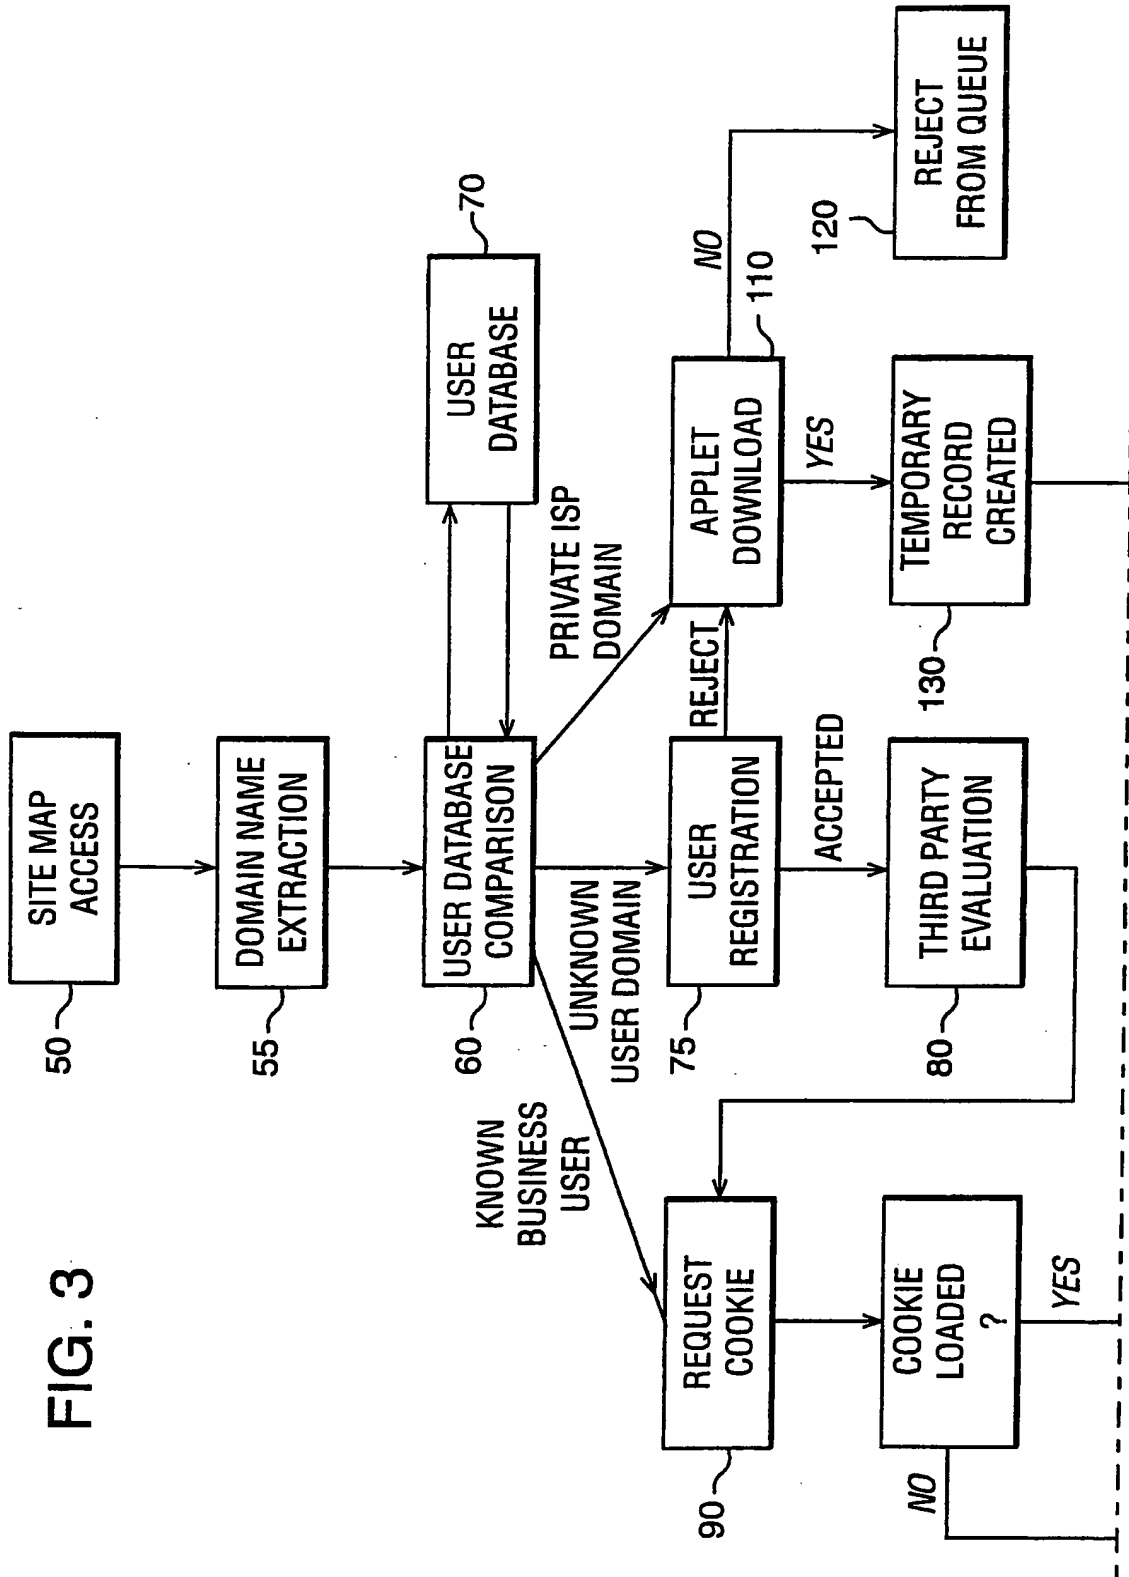 FIG. 3
SITE MAP
ACCESS
50
DOMAIN NAME
EXTRACTION
55
USER DATABASE
COMPARISON
60
USER
DATABASE
70
KNOWN
BUSINESS
USER
UNKNOWN
USER DOMAIN
PRIVATE ISP
DOMAIN
REQUEST
COOKIE
90
USER
REGISTRATION
75
REJECT
APPLET
DOWNLOAD
110
NO
REJECT
FROM QUEUE
120
ACCEPTED
YES
COOKIE
LOADED
?
NO
YES
THIRD PARTY
EVALUATION
80
TEMPORARY
RECORD
CREATED
130